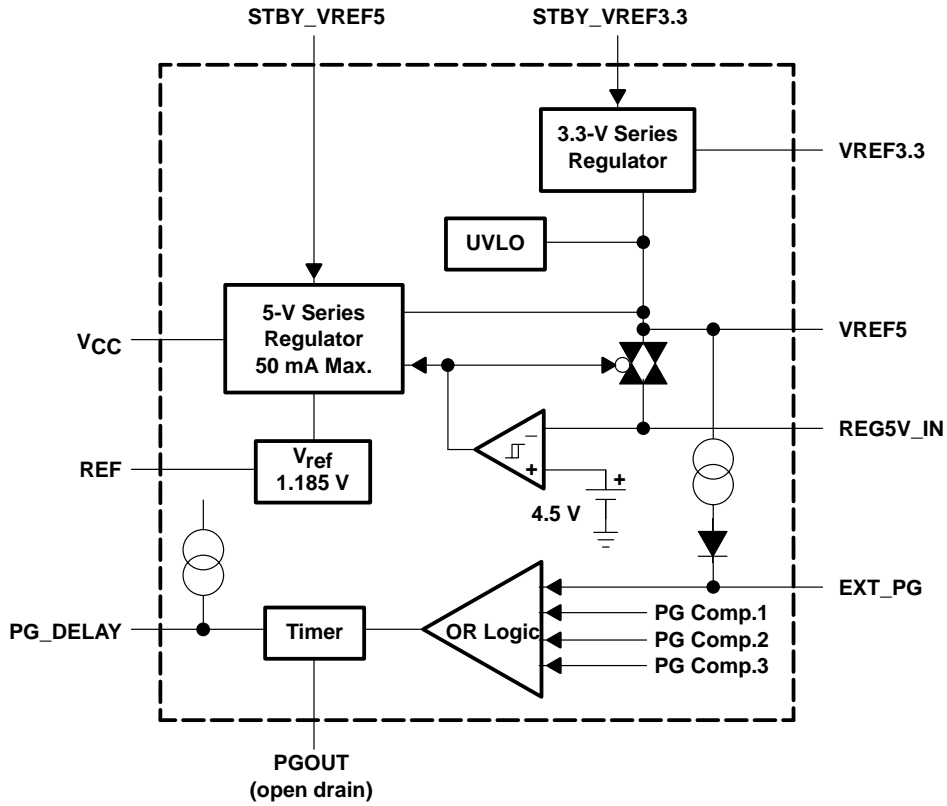 STBY_VREF5
STBY_VREF3.3
3.3-V Series
Regulator
VREF3.3
UVLO
5-V Series
Regulator
50 mA Max.
VCC
VREF5
REG5V_IN
–
+
+
4.5 V
REF
Vref
1.185 V
EXT_PG
PG_DELAY
Timer
OR Logic
PG Comp.1
PG Comp.2
PG Comp.3
PGOUT
(open drain)